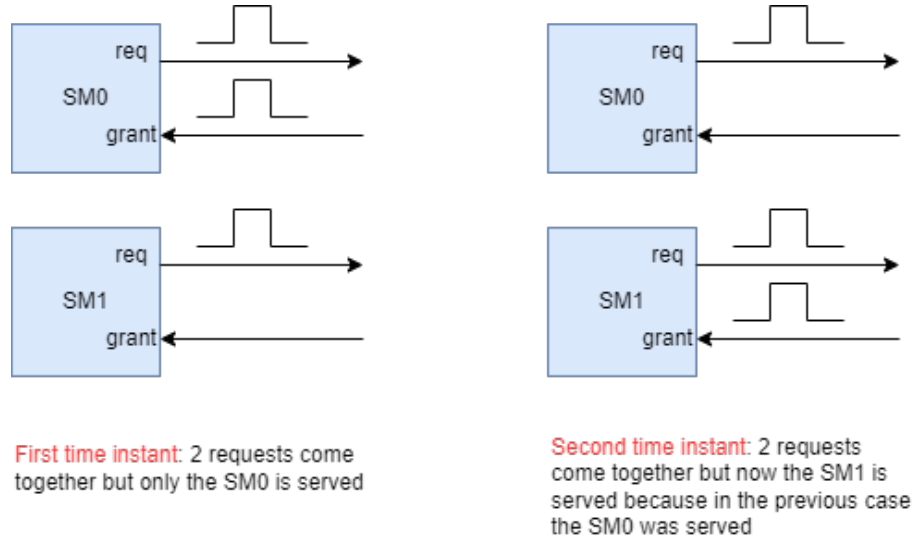 req
SM0
grant
req
SM1
grant
First time instant: 2 requests come
together but only the SM0 is served
req
SM0
grant
req
SM1
grant
Second time instant: 2 requests
come together but now the SM1 is
served because in the previous case
the SM0 was served